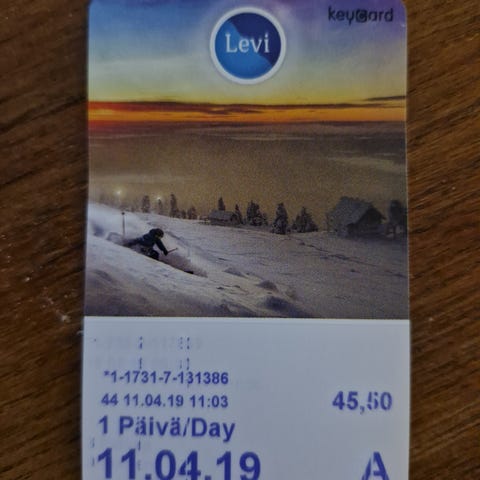 keycard
Levi
*1-1731-7-131386
44 11.04.19 11:03
45,50
1 Päivä/Day
11.04.19
A